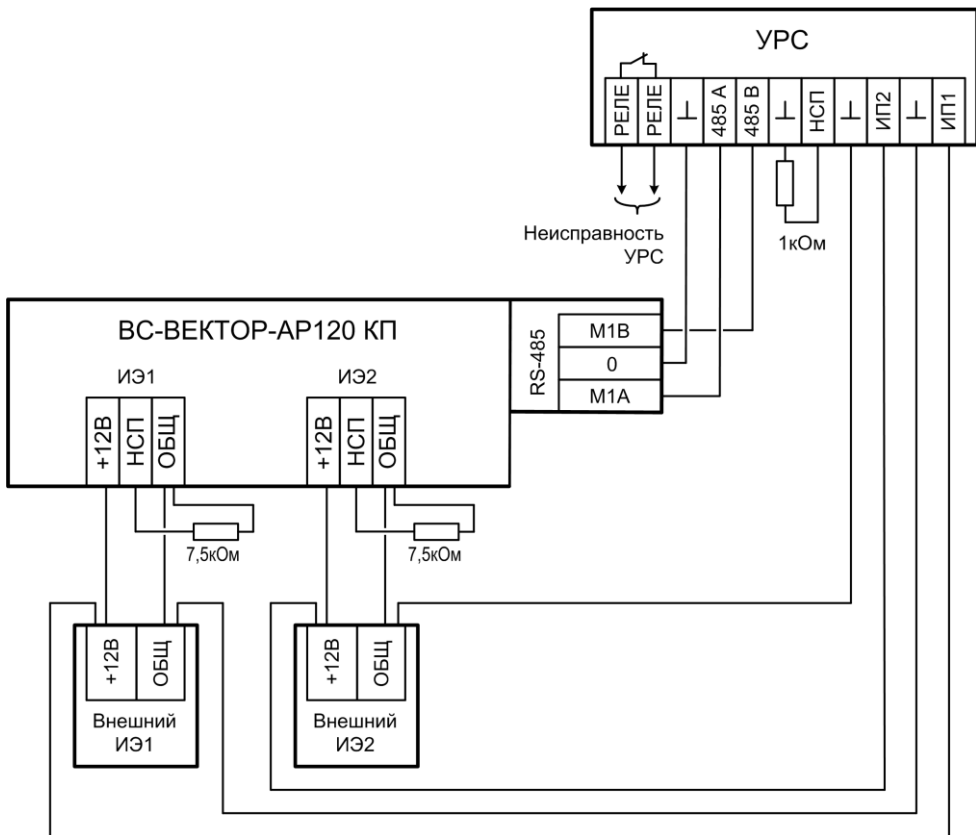 УРС
РЕЛЕ
РЕЛЕ
⊥
485 A
485 B
⊥
НСП
⊥
ИП2
⊥
ИП1
Неисправность
УРС
1кОм
ВС-ВЕКТОР-АР120 КП
RS-485
M1B
0
M1A
ИЭ1
ИЭ2
+12В
НСП
ОБЩ
+12В
НСП
ОБЩ
7,5кОм
7,5кОм
+12В
ОБЩ
Внешний
ИЭ1
+12В
ОБЩ
Внешний
ИЭ2